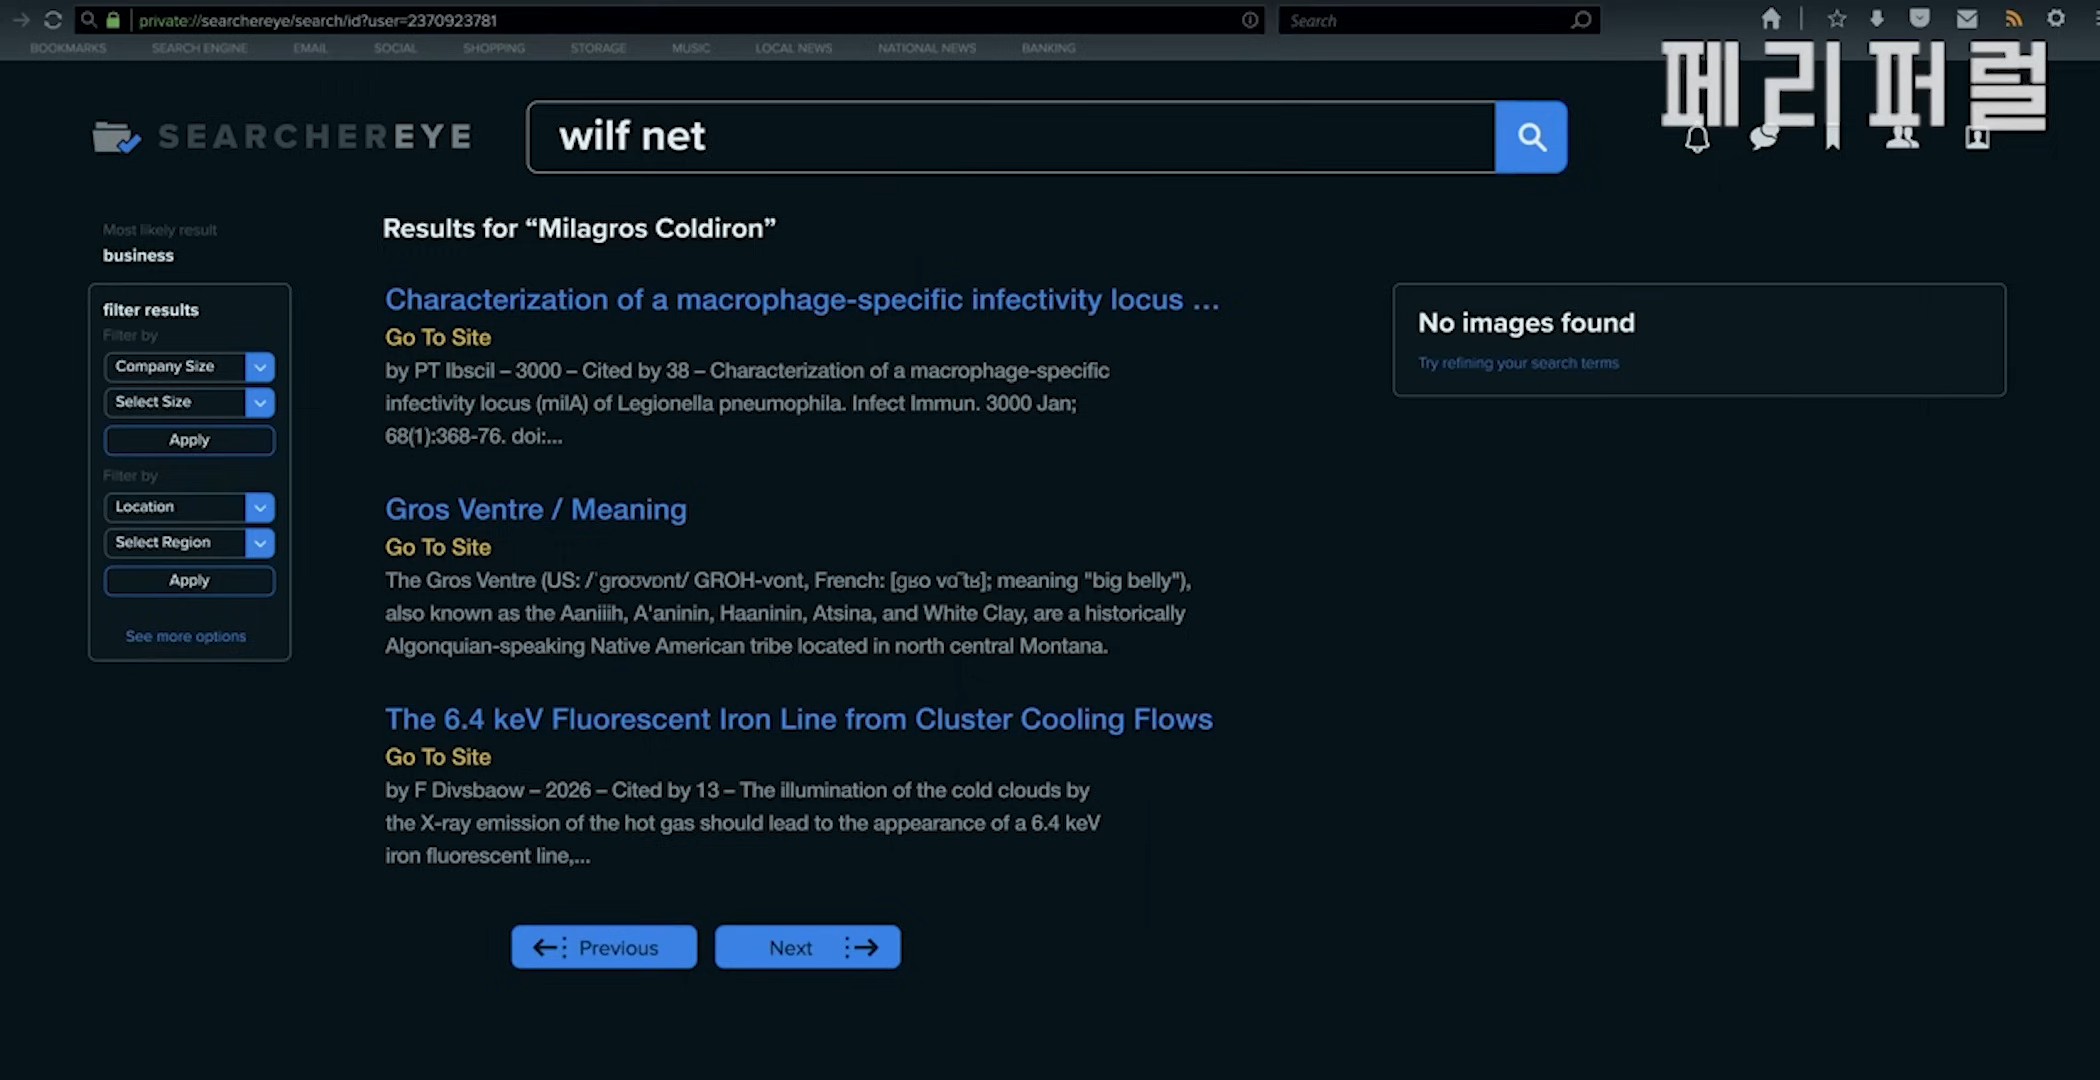 private://searchereye/search/id?user=2370923781
Search
BOOKMARKS
SEARCH ENGINE
EMAIL
SOCIAL
SHOPPING
STORAGE
MUSIC
LOCAL NEWS
NATIONAL NEWS
BANKING
페리퍼럴
SEARCHEREYE
wilf net
Most likely result
business
filter results
Filter by
Company Size
Select Size
Apply
Filter by
Location
Select Region
Apply
See more options
Results for “Milagros Coldiron”
Characterization of a macrophage-specific infectivity locus ...
Go To Site
by PT Ibscil – 3000 – Cited by 38 – Characterization of a macrophage-specific
infectivity locus (milA) of Legionella pneumophila. Infect Immun. 3000 Jan;
68(1):368-76. doi:...
Gros Ventre / Meaning
Go To Site
The Gros Ventre (US: /ˈɡroʊvɒnt/ GROH-vont, French: [ɡʁo vɑ̃tʁ]; meaning "big belly"),
also known as the Aaniiih, A'aninin, Haaninin, Atsina, and White Clay, are a historically
Algonquian-speaking Native American tribe located in north central Montana.
The 6.4 keV Fluorescent Iron Line from Cluster Cooling Flows
Go To Site
by F Divsbaow – 2026 – Cited by 13 – The illumination of the cold clouds by
the X-ray emission of the hot gas should lead to the appearance of a 6.4 keV
iron fluorescent line,...
Previous
Next
No images found
Try refining your search terms